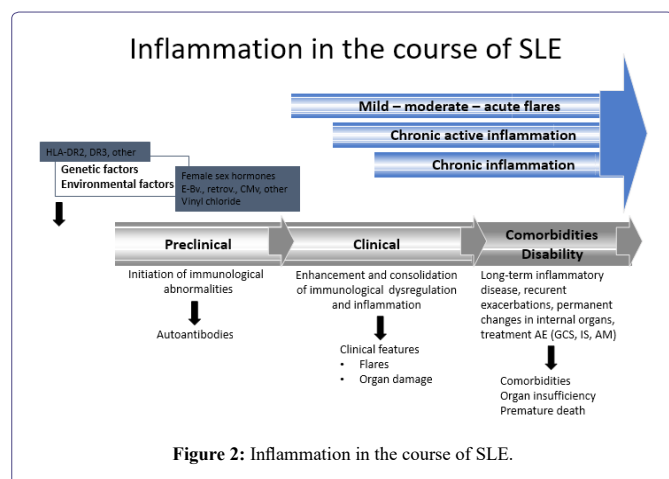 Inflammation in the course of SLE
Mild – moderate – acute flares
Chronic active inflammation
Chronic inflammation
HLA-DR2, DR3, other
Genetic factors
Environmental factors
Female sex hormones
E-Bv., retrov., CMv, other
Vinyl chloride
Preclinical
Clinical
Comorbidities
Disability
Initiation of immunological
abnormalities
Autoantibodies
Enhancement and consolidation
of immunological dysregulation
and inflammation
Clinical features
• Flares
• Organ damage
Long-term inflammatory
disease, recurent
exacerbations, permanent
changes in internal organs,
treatment AE (GCS, IS, AM)
Comorbidities
Organ insufficiency
Premature death
Figure 2: Inflammation in the course of SLE.